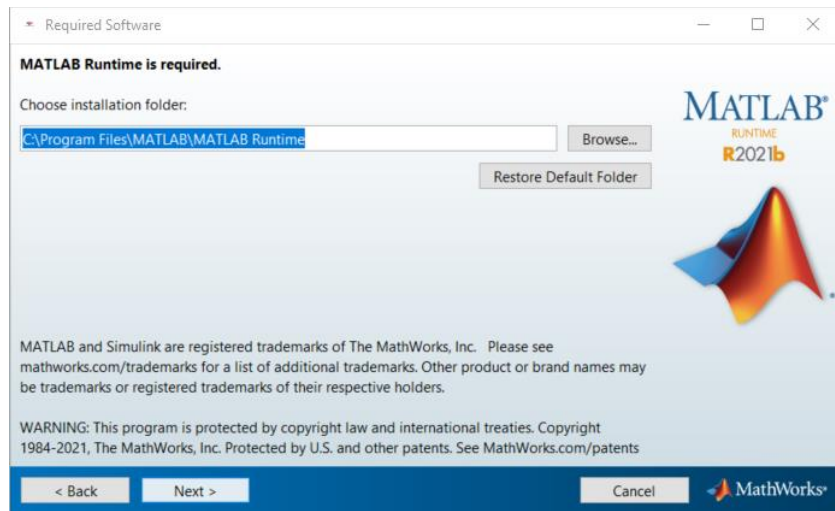 Required Software
MATLAB Runtime is required.
Choose installation folder:
C:\Program Files\MATLAB\MATLAB Runtime
Browse...
Restore Default Folder
MATLAB®
RUNTIME
R2021b
MATLAB and Simulink are registered trademarks of The MathWorks, Inc.   Please see
mathworks.com/trademarks for a list of additional trademarks. Other product or brand names may
be trademarks or registered trademarks of their respective holders.
WARNING: This program is protected by copyright law and international treaties. Copyright
1984-2021, The MathWorks, Inc. Protected by U.S. and other patents. See MathWorks.com/patents
< Back
Next >
Cancel
MathWorks®